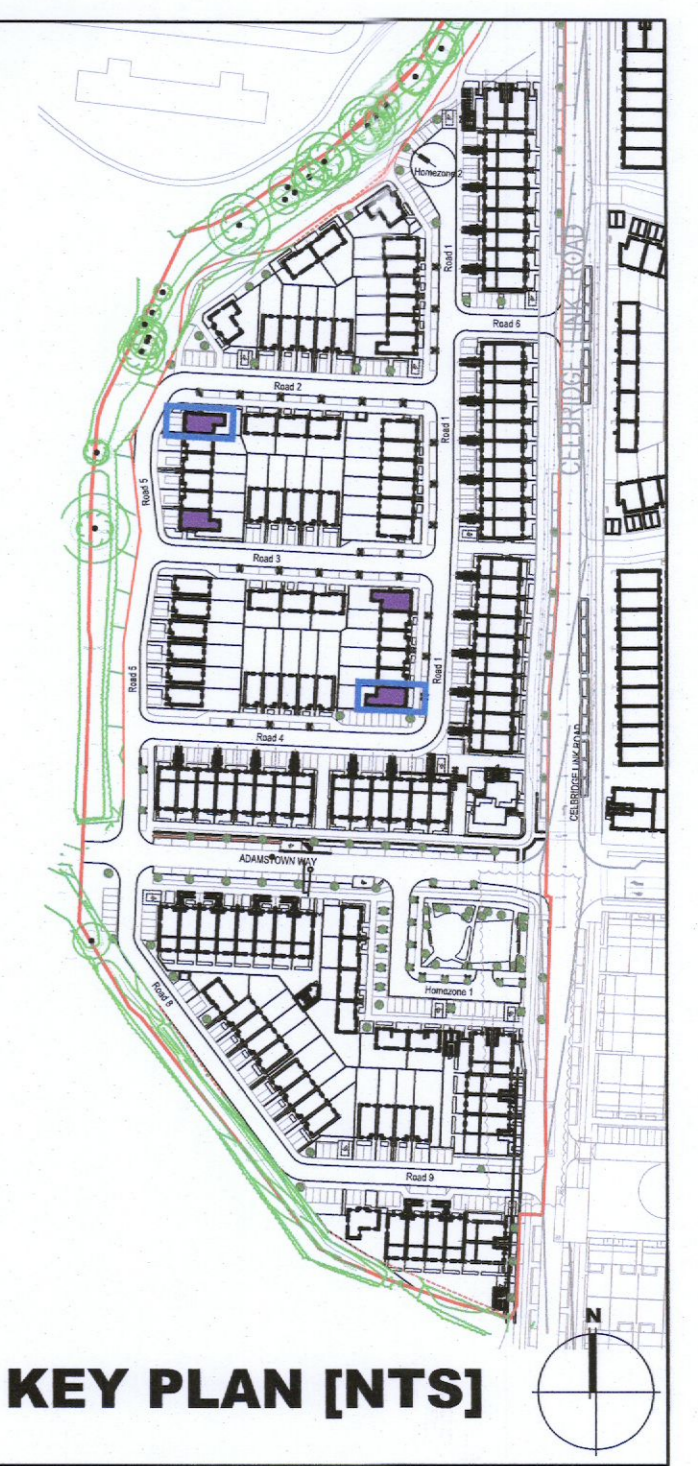 Homezone 2
Road 1
CELBRIDGE LINK ROAD
Road 6
Road 2
Road 1
Road 5
Road 3
Road 5
Road 1
Road 4
CELBRIDGE LINK ROAD
ADAMSTOWN WAY
Road 8
Homezone 1
Road 9
N
KEY PLAN [NTS]